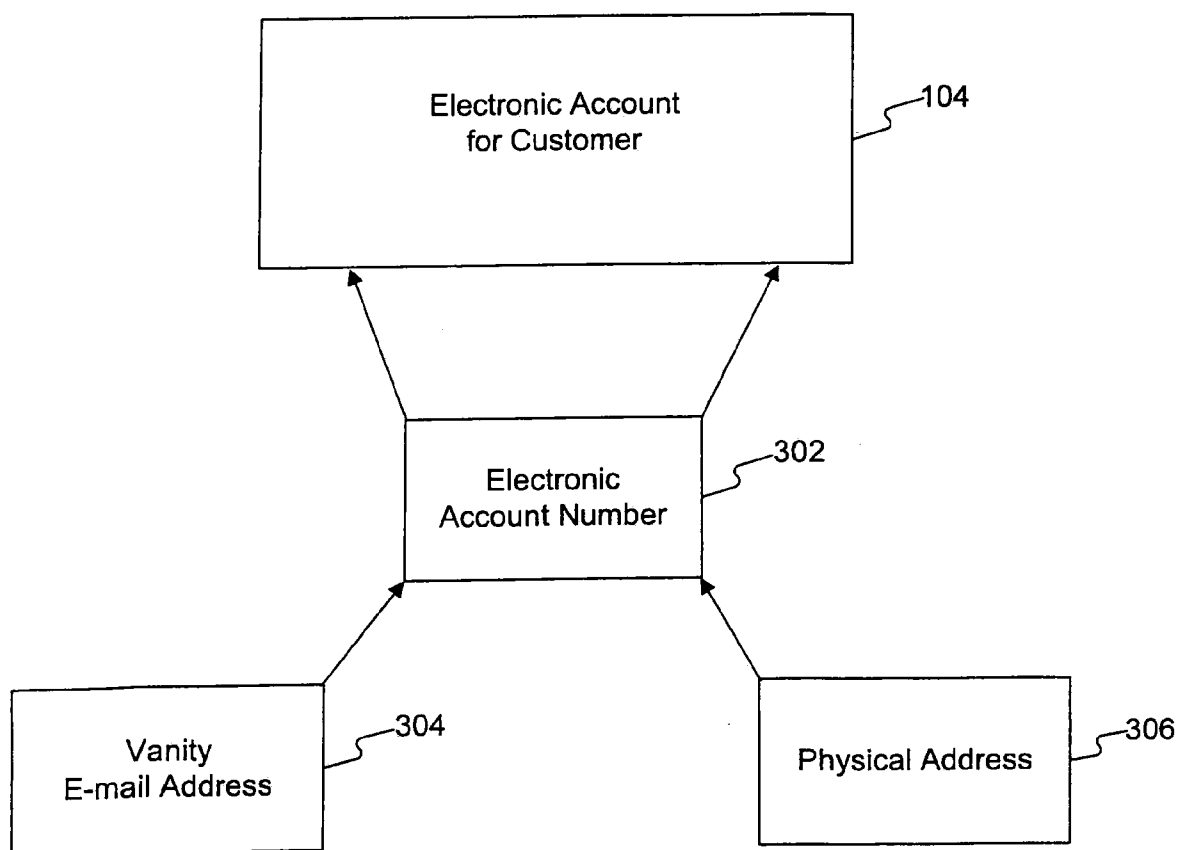 Electronic Account
for Customer
104
Electronic
Account Number
302
Vanity
E-mail Address
304
Physical Address
306